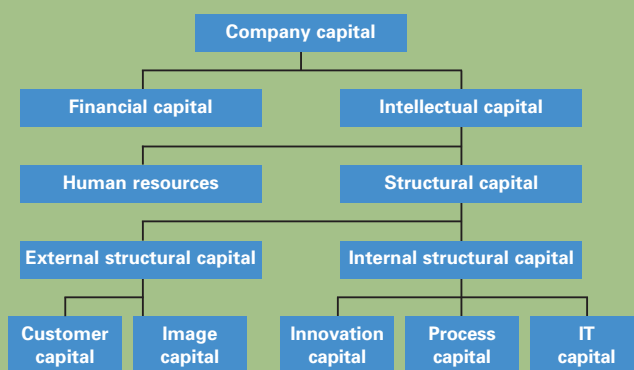 Company capital
Financial capital
Intellectual capital
Human resources
Structural capital
External structural capital
Internal structural capital
Customer
capital
Image
capital
Innovation
capital
Process
capital
IT
capital